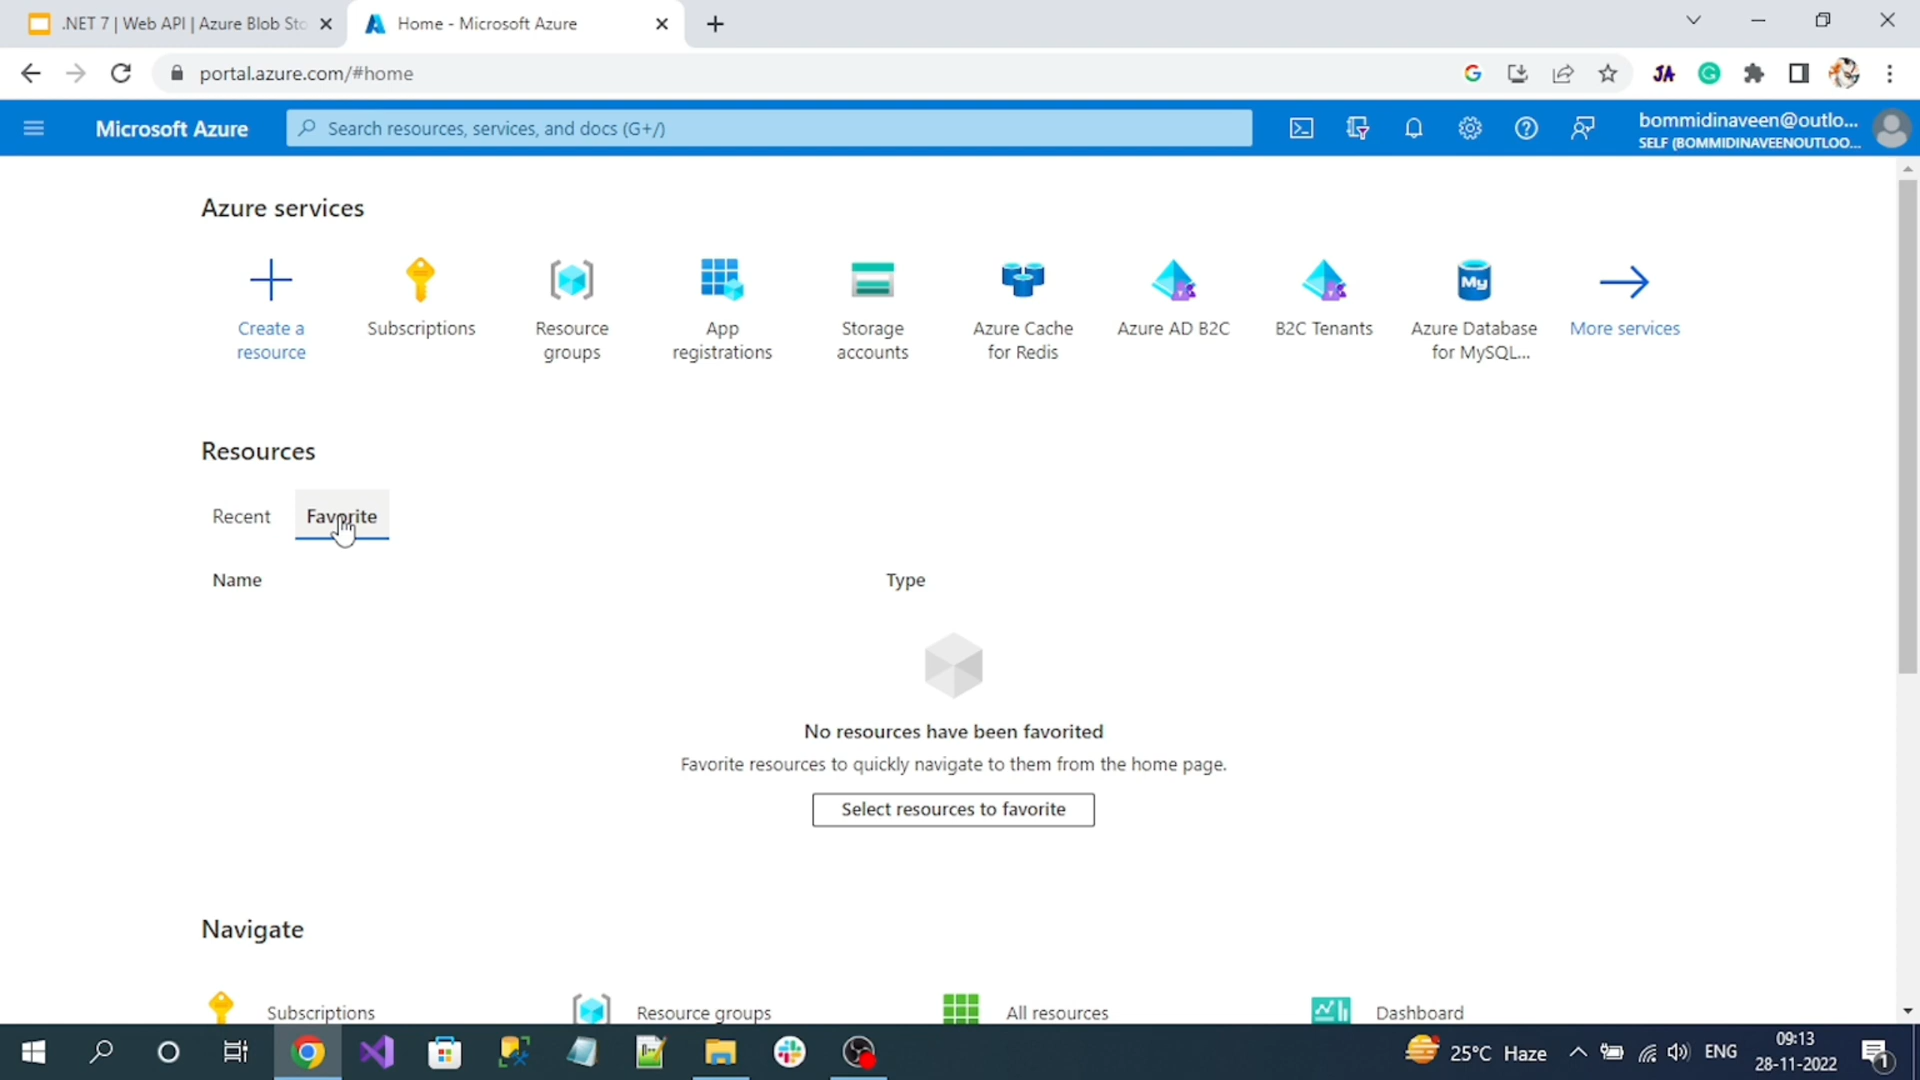 .NET 7 | Web API | Azure Blob Sto
Home - Microsoft Azure
portal.azure.com/#home
Microsoft Azure
Search resources, services, and docs (G+/)
bommidinaveen@outlo...
SELF (BOMMIDINAVEENOUTLOO...
Azure services
Create a
resource
Subscriptions
Resource
groups
App
registrations
Storage
accounts
Azure Cache
for Redis
Azure AD B2C
B2C Tenants
My
Azure Database
for MySQL...
More services
Resources
Recent
Favorite
Name
Type
No resources have been favorited
Favorite resources to quickly navigate to them from the home page.
Select resources to favorite
Navigate
Subscriptions
Resource groups
All resources
Dashboard
25°C Haze
ENG
09:13
28-11-2022
1